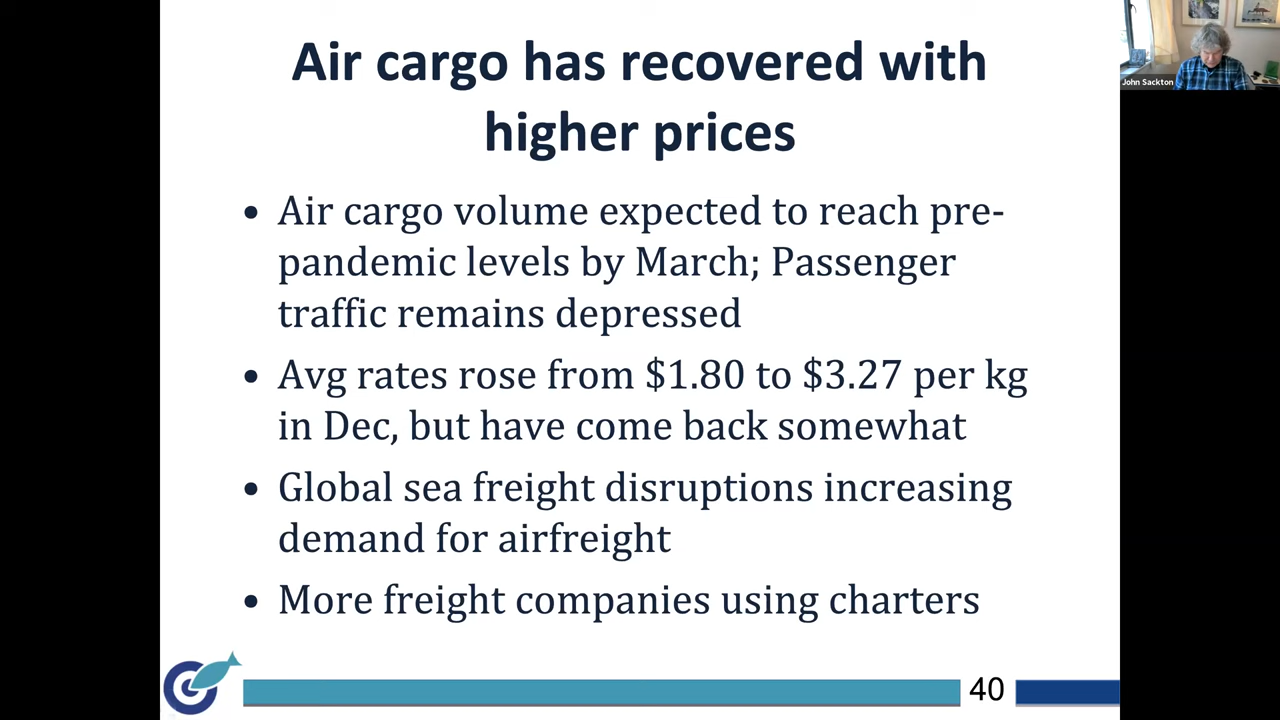 Air cargo has recovered with
higher prices
• Air cargo volume expected to reach pre-
pandemic levels by March; Passenger
traffic remains depressed
• Avg rates rose from $1.80 to $3.27 per kg
in Dec, but have come back somewhat
• Global sea freight disruptions increasing
demand for airfreight
• More freight companies using charters
40
John Sackton